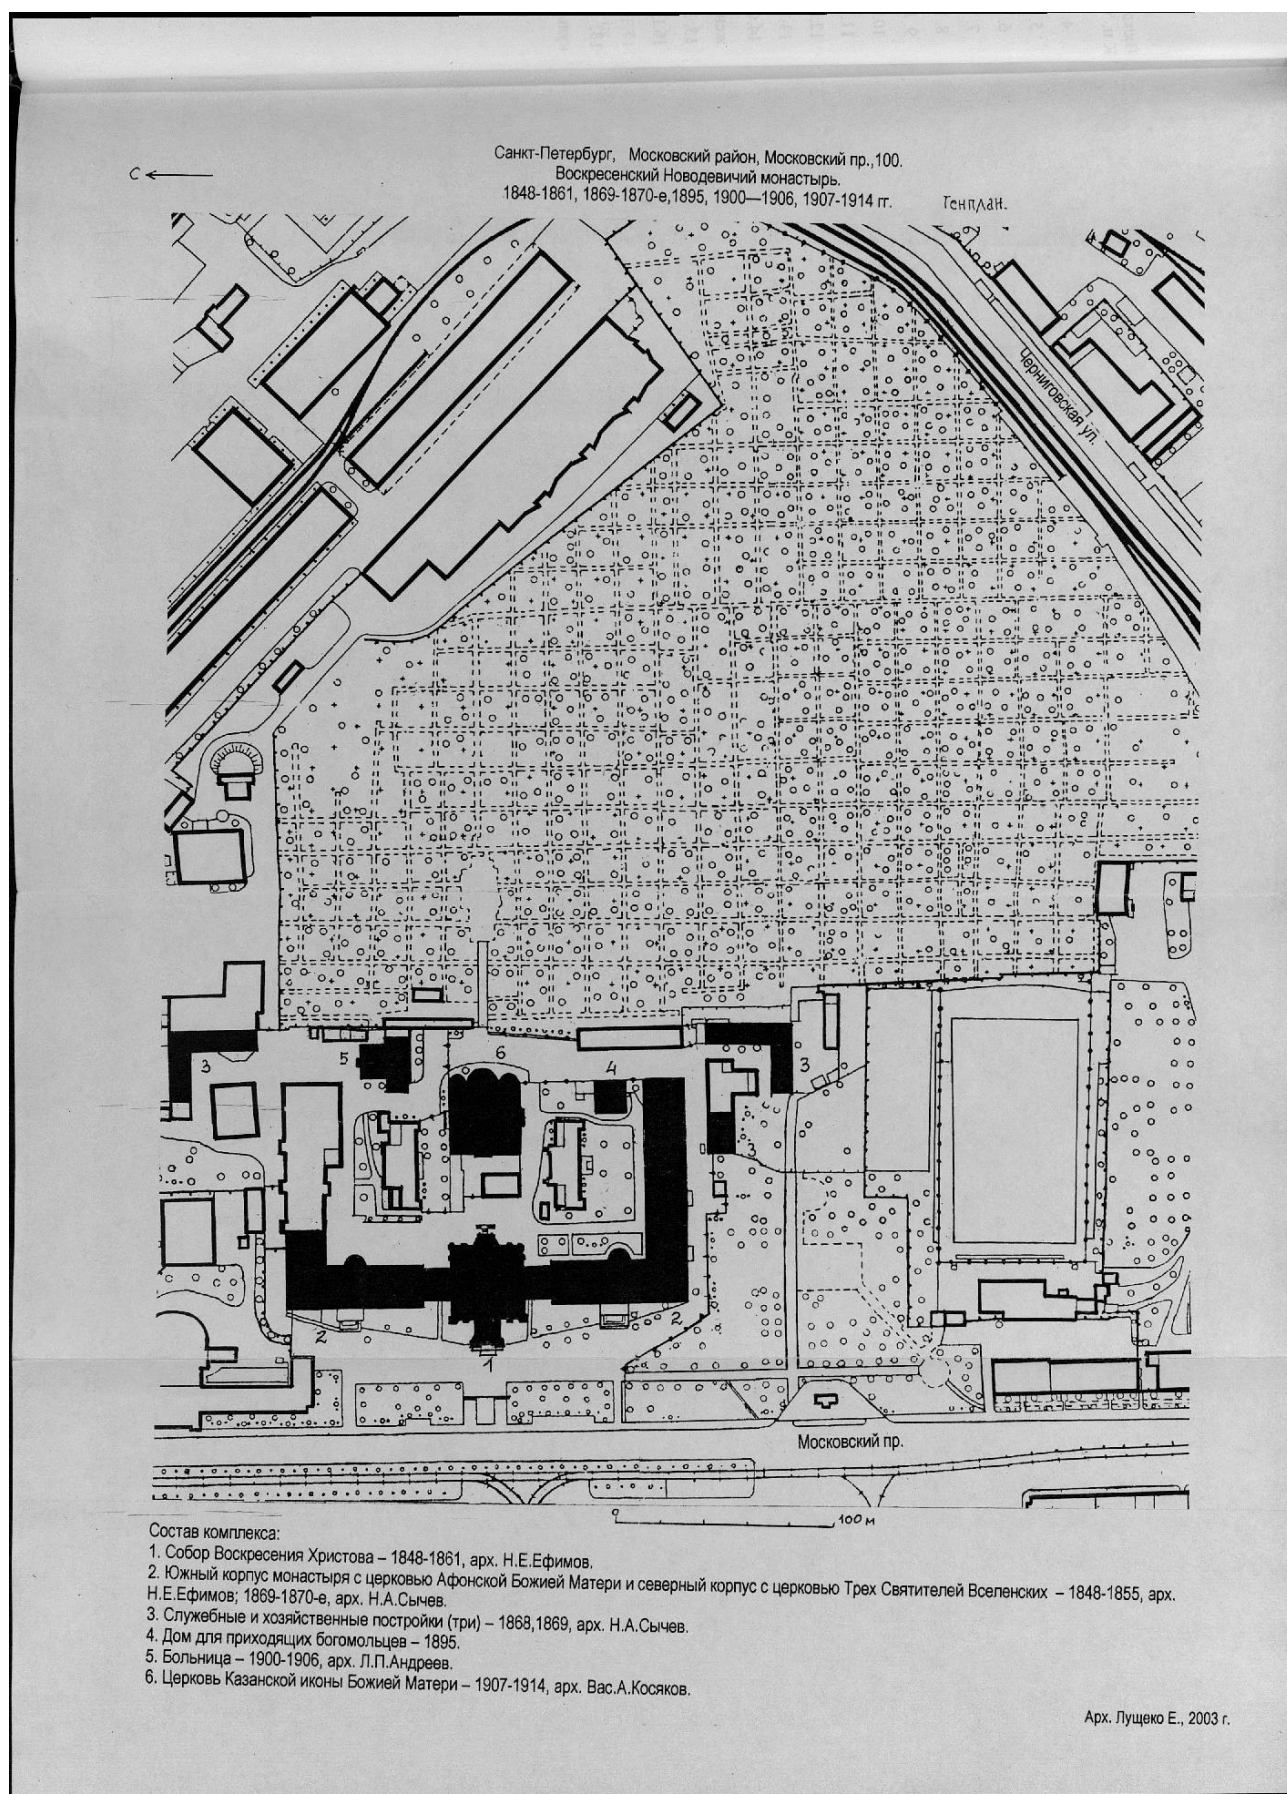 Санкт-Петербург, Московский район, Московский пр.,100.
С
Воскресенский Новодевичий монастырь.
1848-1861, 1869-1870-е,1895, 1900—1906, 1907-1914 гг.
Генплан.
Черниговская ул.
3
5
6
4
3
3
2
2
1
Московский пр.
0
100 м
Состав комплекса:
1. Собор Воскресения Христова – 1848-1861, арх. Н.Е.Ефимов.
2. Южный корпус монастыря с церковью Афонской Божией Матери и северный корпус с церковью Трех Святителей Вселенских – 1848-1855, арх.
Н.Е.Ефимов; 1869-1870-е, арх. Н.А.Сычев.
3. Служебные и хозяйственные постройки (три) – 1868,1869, арх. Н.А.Сычев.
4. Дом для приходящих богомольцев – 1895.
5. Больница – 1900-1906, арх. Л.П.Андреев.
6. Церковь Казанской иконы Божией Матери – 1907-1914, арх. Вас.А.Косяков.
Арх. Лущеко Е., 2003 г.